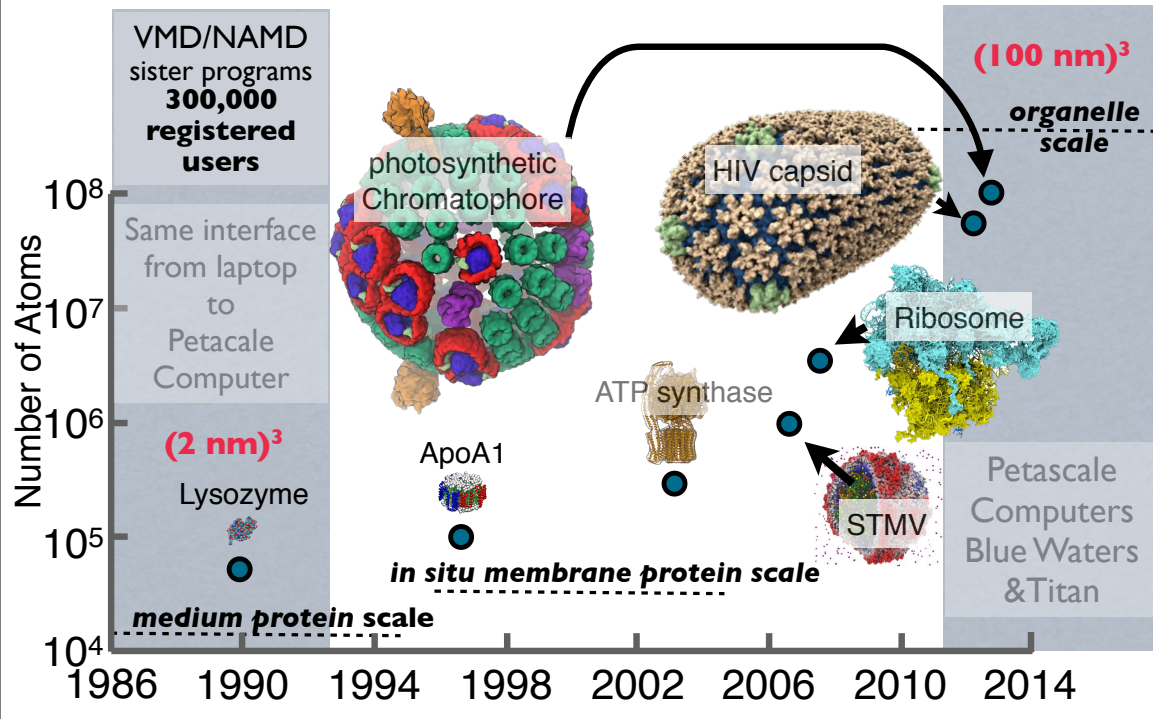 VMD/NAMD
sister programs
300,000
registered
users
Same interface
from laptop
to
Petacale
Computer
(2 nm)³
Lysozyme
medium protein scale
photosynthetic
Chromatophore
ApoA1
in situ membrane protein scale
ATP synthase
HIV capsid
Ribosome
STMV
(100 nm)³
organelle
scale
Petascale
Computers
Blue Waters
&Titan
Number of Atoms
10⁸
10⁷
10⁶
10⁵
10⁴
1986 1990 1994 1998 2002 2006 2010 2014